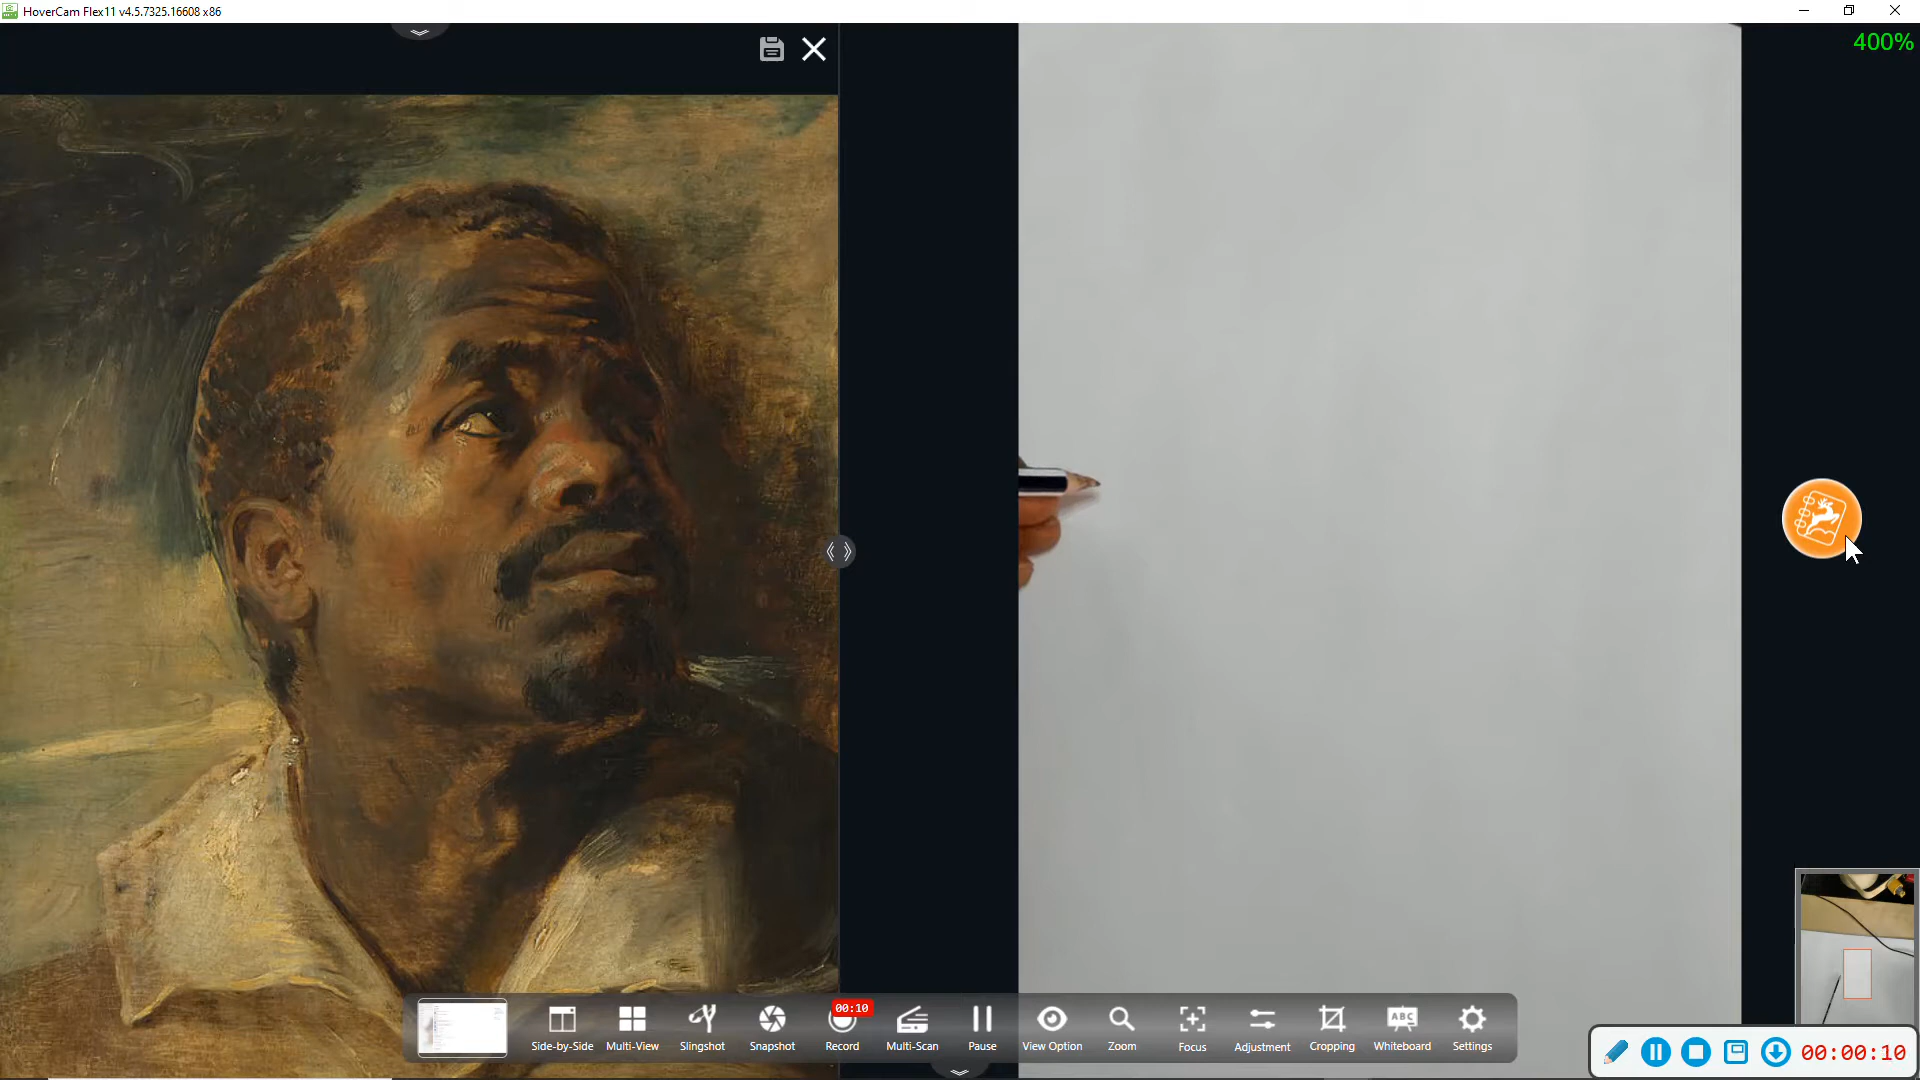 HoverCam Flex11 v4.5.7325.16608 x86
400%
00:10
Side-by-Side
Multi-View
Slingshot
Snapshot
Record
Multi-Scan
Pause
View Option
Zoom
Focus
Adjustment
Cropping
ABC
Whiteboard
Settings
00:00:10